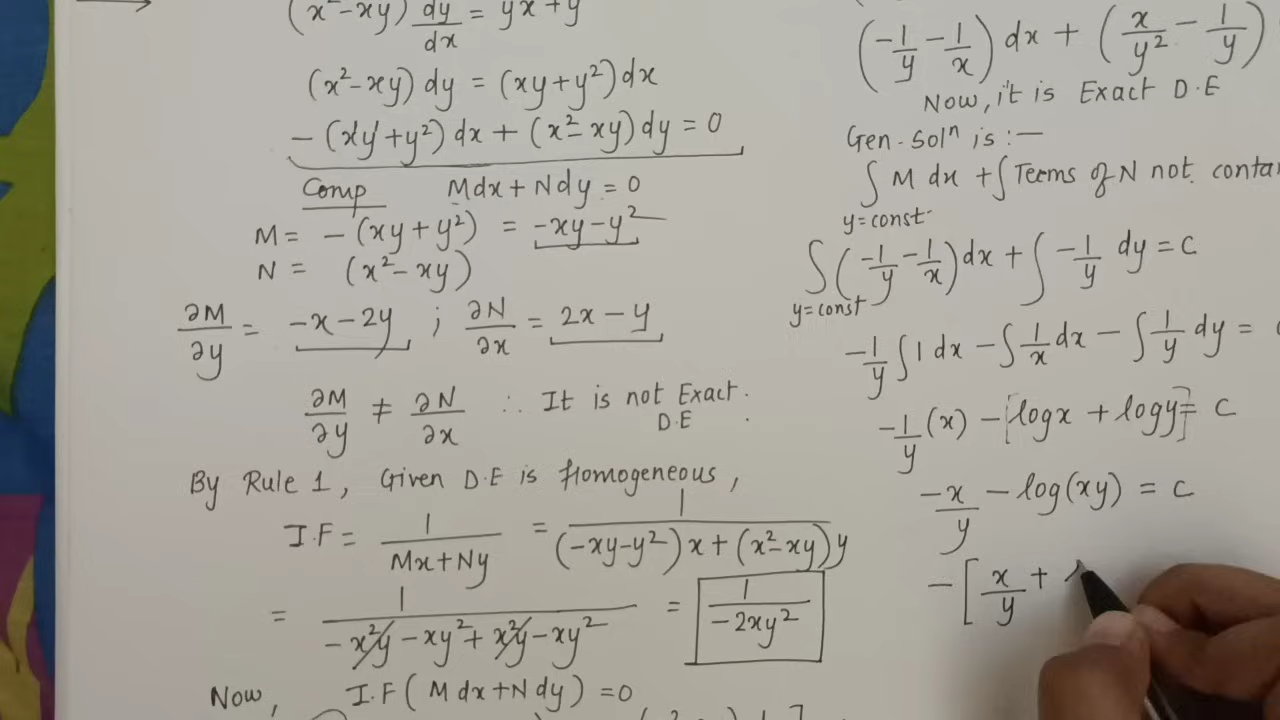 (x²-xy) dy/dx = yx+y
(x²-xy) dy = (xy+y²)dx
-(xy+y²)dx + (x²-xy)dy = 0
Comp Mdx+Ndy = 0
M = -(xy+y²) = -xy-y²
N = (x²-xy)
∂M/∂y = -x-2y ; ∂N/∂x = 2x-y
∂M/∂y ≠ ∂N/∂x ∴ It is not Exact.
D.E
By Rule 1, Given D.E is Homogeneous,
I.F = 1/(Mx+Ny) = 1/((-xy-y²)x+(x²-xy)y)
= 1/(-x²y-xy²+x²y-xy²) = 1/(-2xy²)
Now, I.F(Mdx+Ndy) = 0
(-1/y - 1/x) dx + (x/y² - 1/y)
Now, it is Exact D.E
Gen. Solⁿ is :—
∫ M dx + ∫ Terms of N not
y=const
∫ (-1/y - 1/x) dx + ∫ -1/y dy = c
y=const
-1/y ∫ 1 dx - ∫ 1/x dx - ∫ 1/y dy =
-1/y (x) - [logx + logy] = c
-x/y - log(xy) = c
-[x/y +